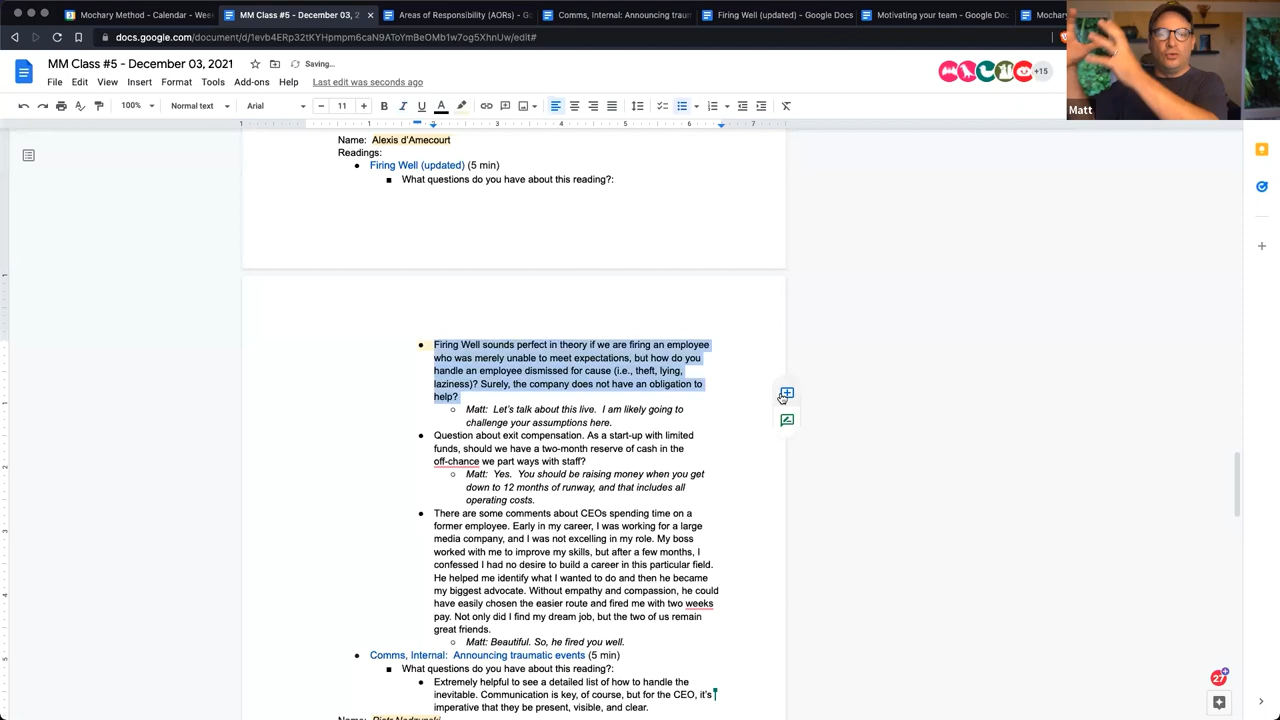 Mochary Method - Calendar - Wee
MM Class #5 - December 03, 2
Areas of Responsibility (AORs) - G
Comms, Internal: Announcing traum
Firing Well (updated) - Google Docs
Motivating your team - Google Doc
Mochar
docs.google.com/document/d/1evb4ERp32tKYHpmpm6caN9AToYmBeOMb1w7og5XhnUw/edit#
MM Class #5 - December 03, 2021
Saving...
File Edit View Insert Format Tools Add-ons Help Last edit was seconds ago
+15
Matt
100% Normal text Arial 11
1 1 2 3 4 5 6 7
Name: Alexis d'Amecourt
Readings:
Firing Well (updated) (5 min)
What questions do you have about this reading?:
Firing Well sounds perfect in theory if we are firing an employee
who was merely unable to meet expectations, but how do you
handle an employee dismissed for cause (i.e., theft, lying,
laziness)? Surely, the company does not have an obligation to
help?
Matt: Let's talk about this live. I am likely going to
challenge your assumptions here.
Question about exit compensation. As a start-up with limited
funds, should we have a two-month reserve of cash in the
off-chance we part ways with staff?
Matt: Yes. You should be raising money when you get
down to 12 months of runway, and that includes all
operating costs.
There are some comments about CEOs spending time on a
former employee. Early in my career, I was working for a large
media company, and I was not excelling in my role. My boss
worked with me to improve my skills, but after a few months, I
confessed I had no desire to build a career in this particular field.
He helped me identify what I wanted to do and then he became
my biggest advocate. Without empathy and compassion, he could
have easily chosen the easier route and fired me with two weeks
pay. Not only did I find my dream job, but the two of us remain
great friends.
Matt: Beautiful. So, he fired you well.
Comms, Internal: Announcing traumatic events (5 min)
What questions do you have about this reading?:
Extremely helpful to see a detailed list of how to handle the
inevitable. Communication is key, of course, but for the CEO, it's
imperative that they be present, visible, and clear.
Name: Piotr Nedzynski
27